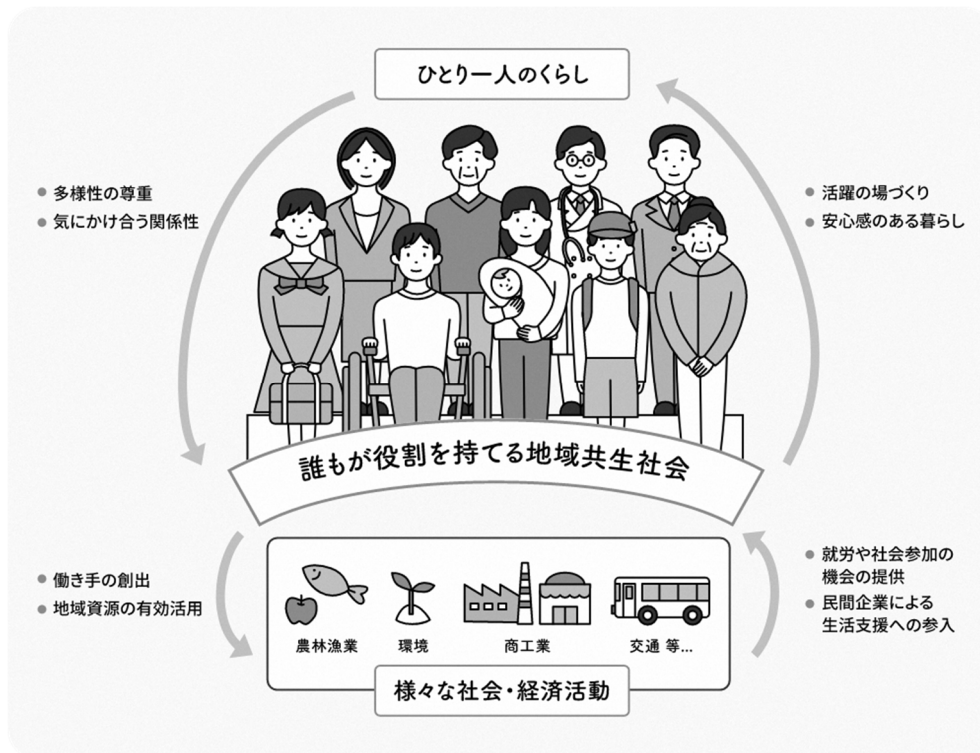 ひとり一人のくらし
多様性の尊重
気にかけ合う関係性
活躍の場づくり
安心感のある暮らし
誰もが役割を持てる地域共生社会
働き手の創出
地域資源の有効活用
就労や社会参加の
機会の提供
民間企業による
生活支援への参入
農林漁業
環境
商工業
交通 等...
様々な社会・経済活動